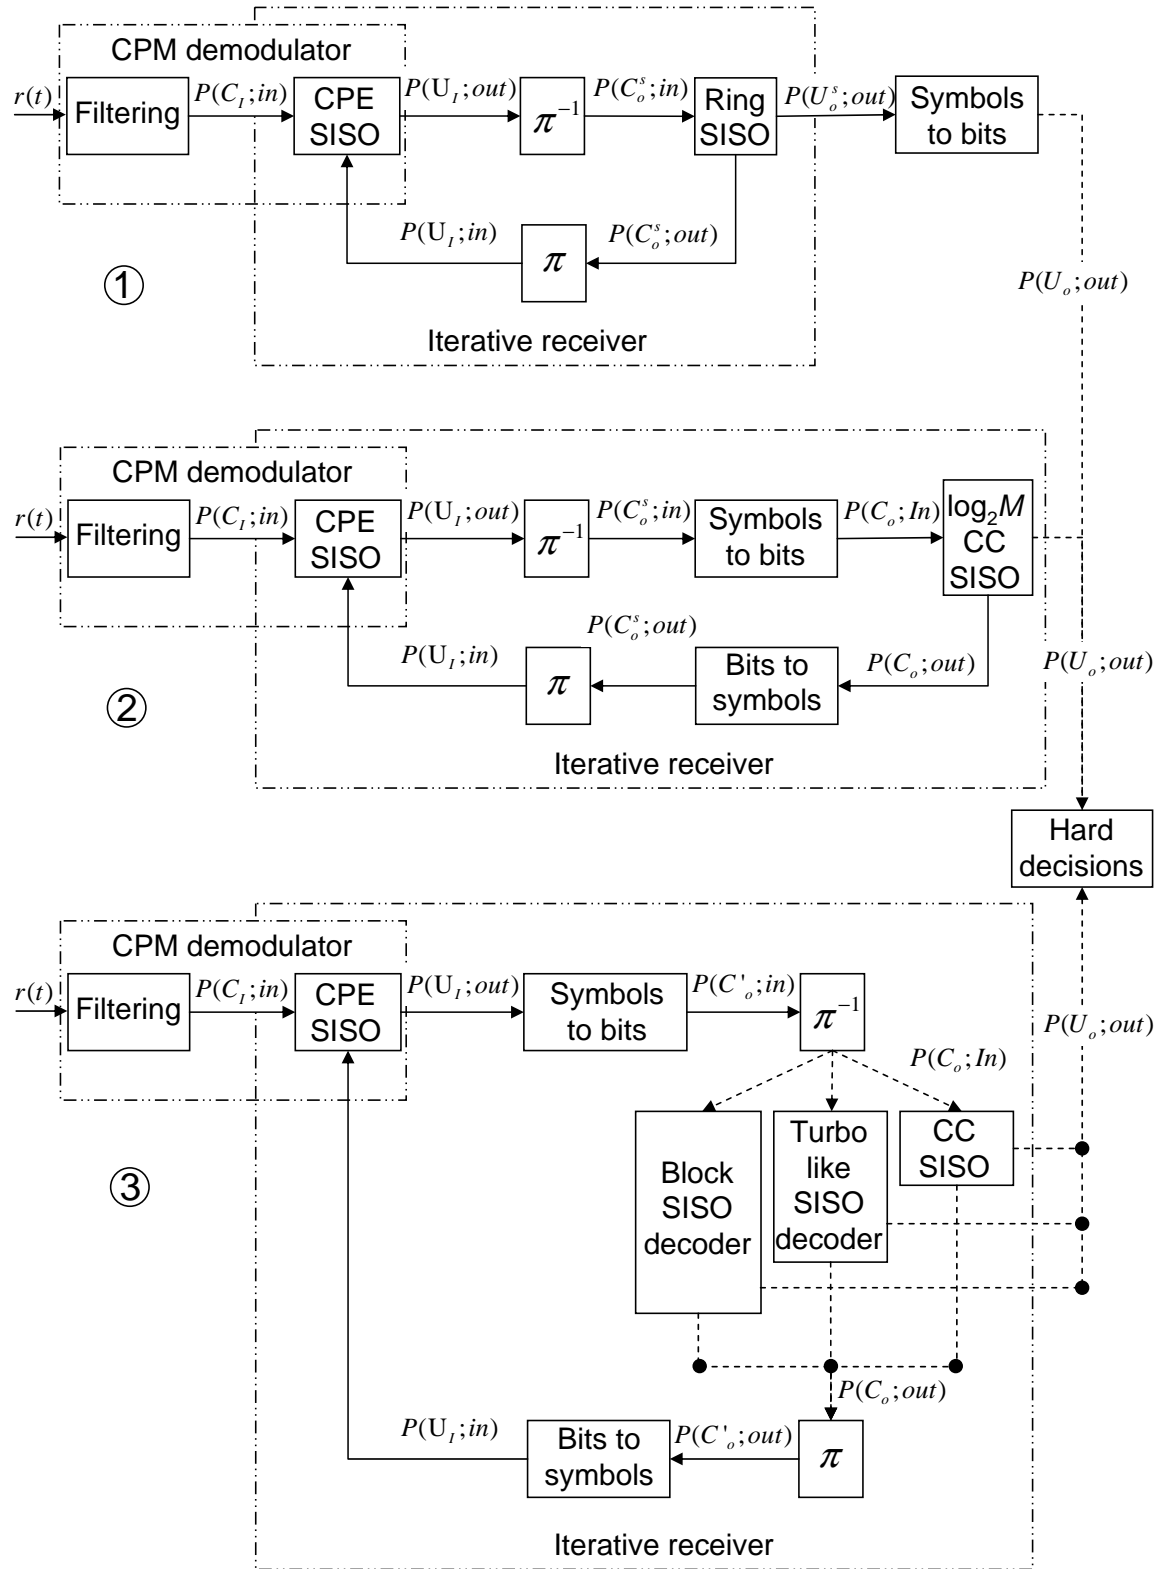 CPM demodulator
r(t)
Filtering
P(C_I;in)
CPE
SISO
P(U_I;out)
π⁻¹
P(C_o^s;in)
Ring
SISO
P(U_o^s;out)
Symbols
to bits
P(U_I;in)
π
P(C_o^s;out)
①
Iterative receiver
P(U_o;out)
CPM demodulator
r(t)
Filtering
P(C_I;in)
CPE
SISO
P(U_I;out)
π⁻¹
P(C_o^s;in)
Symbols
to bits
P(C_o;In)
log₂M
CC
SISO
P(U_I;in)
π
P(C_o^s;out)
Bits to
symbols
P(C_o;out)
P(U_o;out)
②
Iterative receiver
Hard
decisions
CPM demodulator
r(t)
Filtering
P(C_I;in)
CPE
SISO
P(U_I;out)
Symbols
to bits
P(C'_o;in)
π⁻¹
P(U_o;out)
P(C_o;In)
Block
SISO
decoder
Turbo
like
SISO
decoder
CC
SISO
③
P(C_o;out)
P(U_I;in)
Bits to
symbols
P(C'_o;out)
π
Iterative receiver